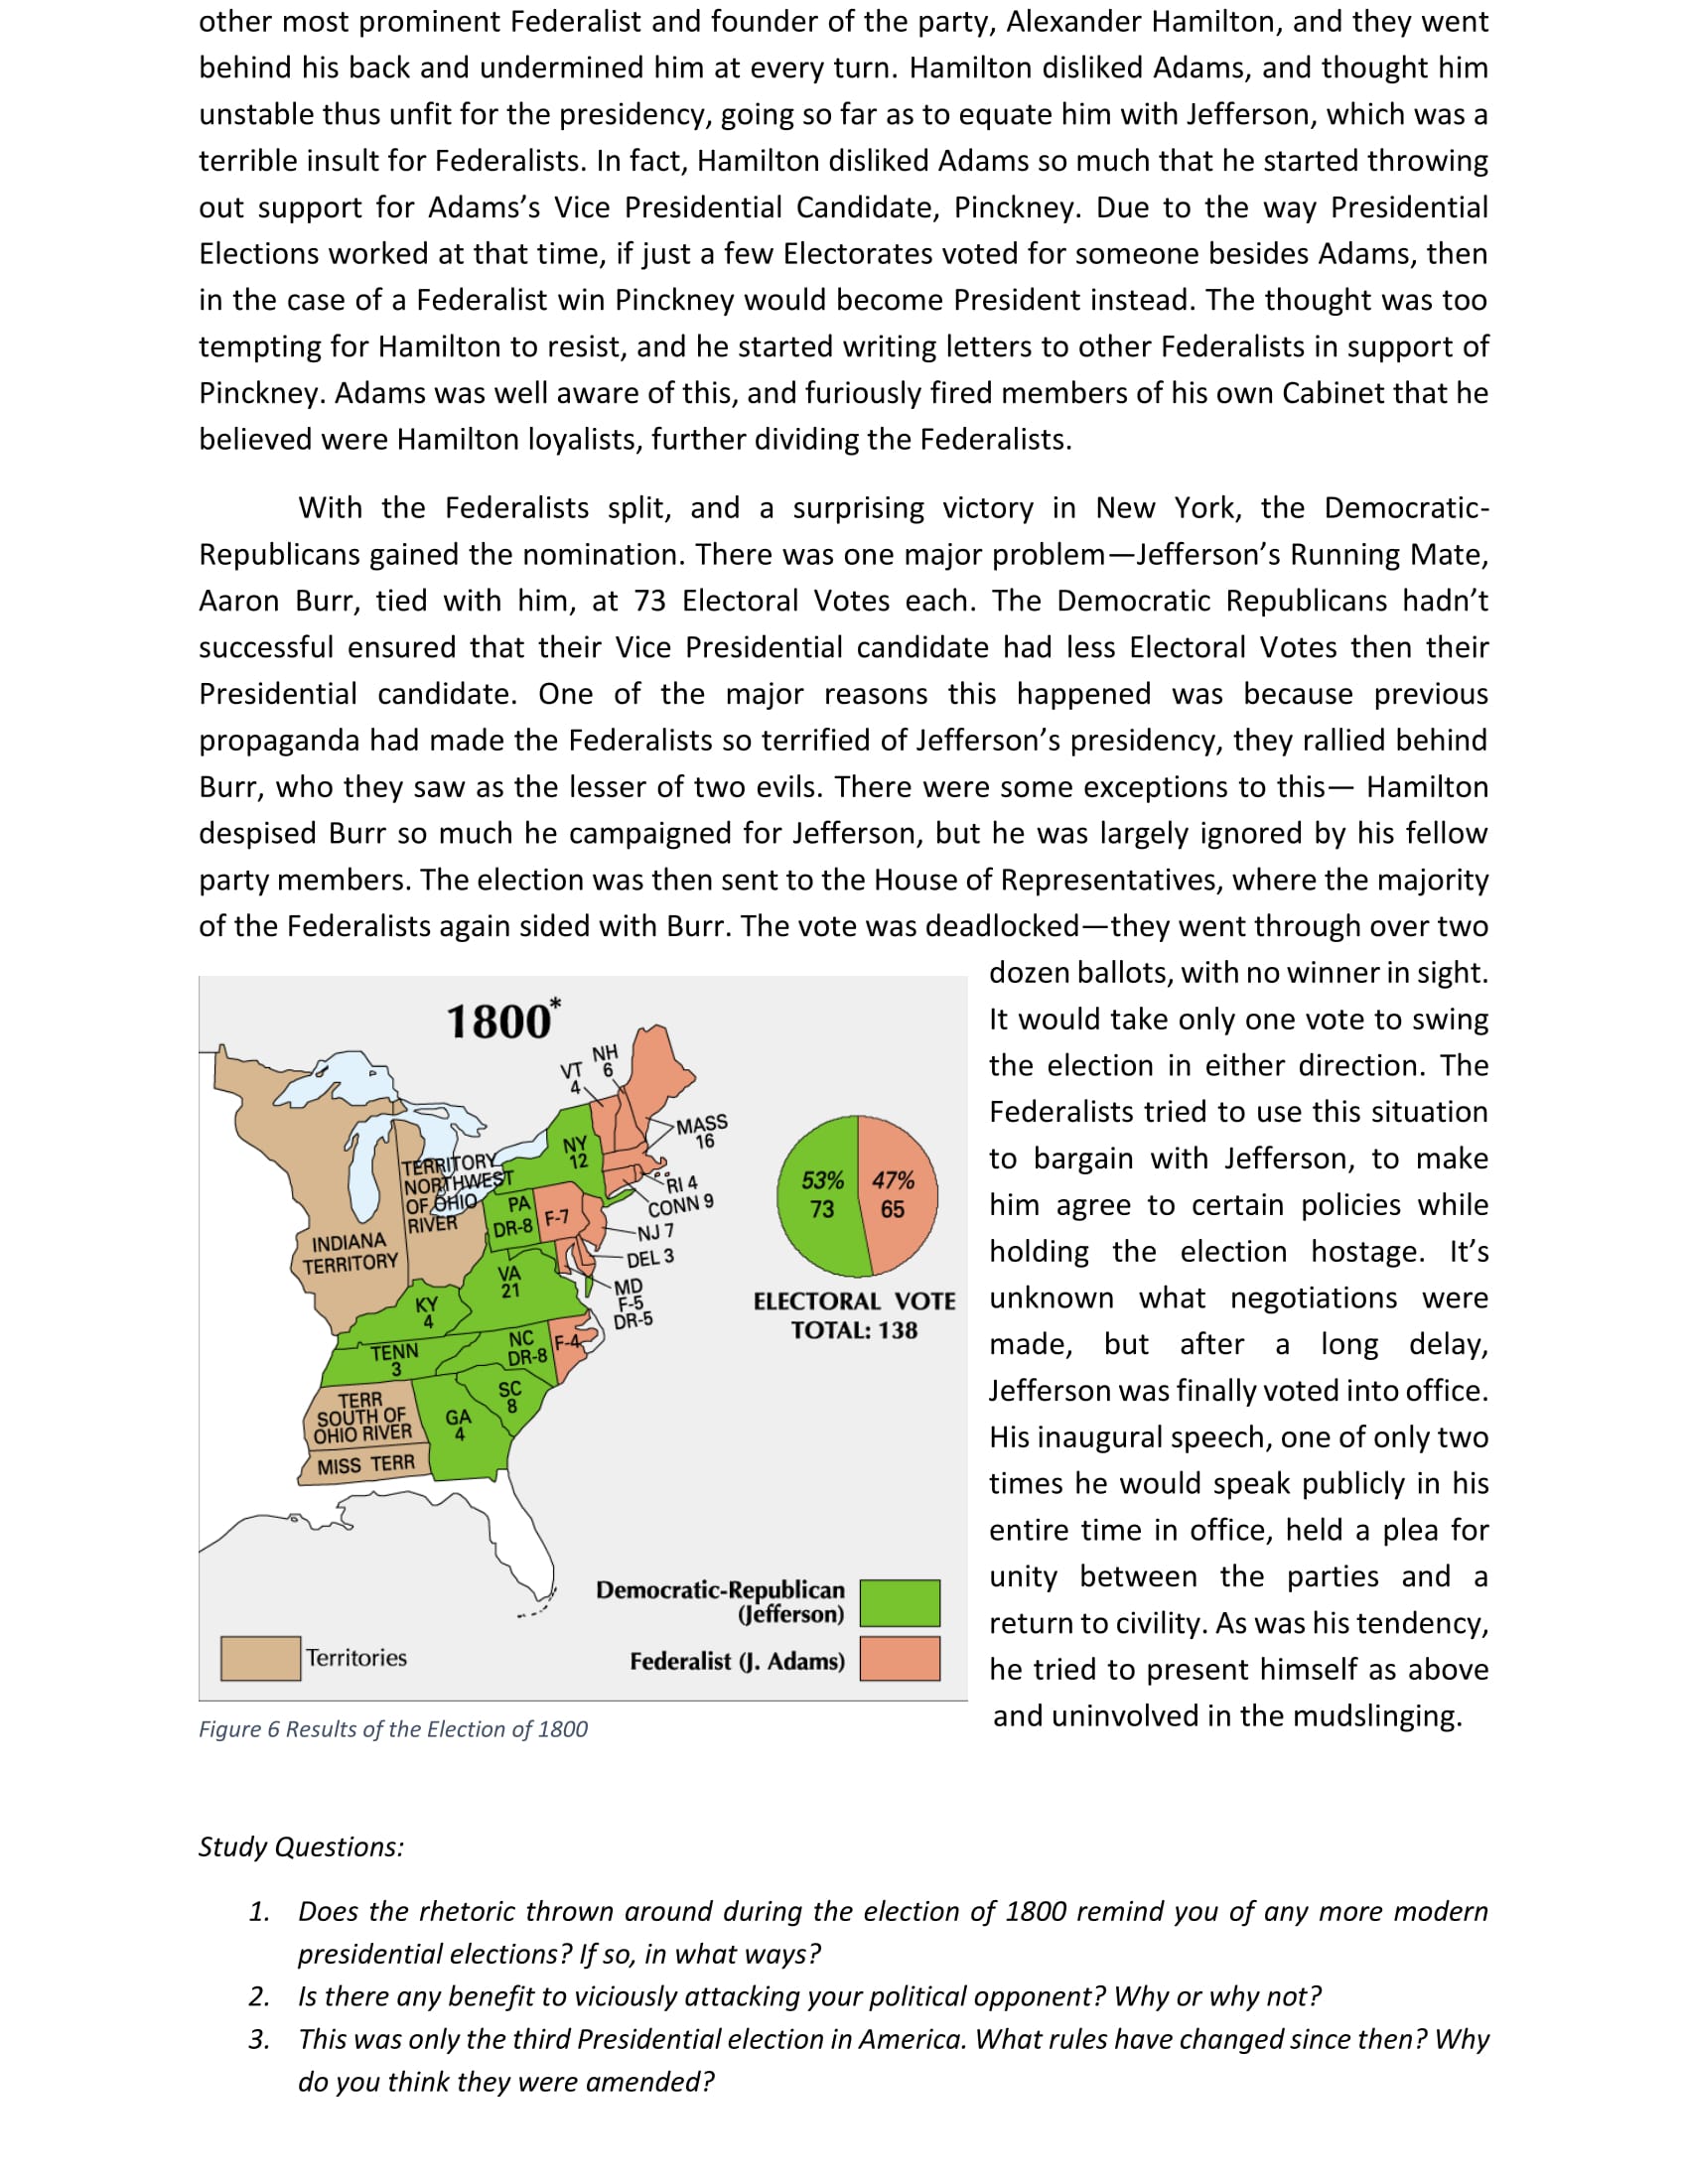 other most prominent Federalist and founder of the party, Alexander Hamilton, and they went
behind his back and undermined him at every turn. Hamilton disliked Adams, and thought him
unstable thus unfit for the presidency, going so far as to equate him with Jefferson, which was a
terrible insult for Federalists. In fact, Hamilton disliked Adams so much that he started throwing
out support for Adams’s Vice Presidential Candidate, Pinckney. Due to the way Presidential
Elections worked at that time, if just a few Electorates voted for someone besides Adams, then
in the case of a Federalist win Pinckney would become President instead. The thought was too
tempting for Hamilton to resist, and he started writing letters to other Federalists in support of
Pinckney. Adams was well aware of this, and furiously fired members of his own Cabinet that he
believed were Hamilton loyalists, further dividing the Federalists.
With the Federalists split, and a surprising victory in New York, the Democratic-
Republicans gained the nomination. There was one major problem—Jefferson’s Running Mate,
Aaron Burr, tied with him, at 73 Electoral Votes each. The Democratic Republicans hadn’t
successful ensured that their Vice Presidential candidate had less Electoral Votes then their
Presidential candidate. One of the major reasons this happened was because previous
propaganda had made the Federalists so terrified of Jefferson’s presidency, they rallied behind
Burr, who they saw as the lesser of two evils. There were some exceptions to this— Hamilton
despised Burr so much he campaigned for Jefferson, but he was largely ignored by his fellow
party members. The election was then sent to the House of Representatives, where the majority
of the Federalists again sided with Burr. The vote was deadlocked—they went through over two
dozen ballots, with no winner in sight.
It would take only one vote to swing
the election in either direction. The
Federalists tried to use this situation
to bargain with Jefferson, to make
him agree to certain policies while
holding the election hostage. It’s
unknown what negotiations were
made, but after a long delay,
Jefferson was finally voted into office.
His inaugural speech, one of only two
times he would speak publicly in his
entire time in office, held a plea for
unity between the parties and a
return to civility. As was his tendency,
he tried to present himself as above
and uninvolved in the mudslinging.
1800*
NH
6
VT
4
MASS
16
NY
12
RI 4
CONN 9
TERRITORY
NORTHWEST
OF OHIO
RIVER
PA
DR-8
F-7
NJ 7
DEL 3
INDIANA
TERRITORY
VA
21
MD
F-5
DR-5
KY
4
NC
DR-8
F-4
TENN
3
SC
8
TERR
SOUTH OF
OHIO RIVER
GA
4
MISS TERR
53%
73
47%
65
ELECTORAL VOTE
TOTAL: 138
Democratic-Republican
(Jefferson)
Territories
Federalist (J. Adams)
Figure 6 Results of the Election of 1800
Study Questions:
1. Does the rhetoric thrown around during the election of 1800 remind you of any more modern
presidential elections? If so, in what ways?
2. Is there any benefit to viciously attacking your political opponent? Why or why not?
3. This was only the third Presidential election in America. What rules have changed since then? Why
do you think they were amended?